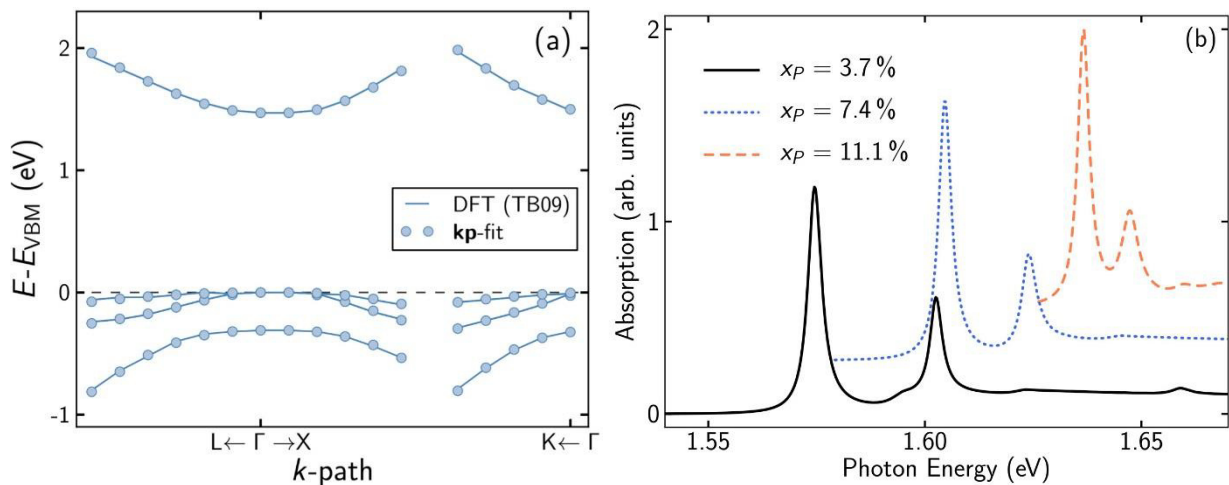 (a)
2
1
0
-1
E-E_VBM (eV)
DFT (TB09)
kp-fit
L← Γ →X
K← Γ
k-path
(b)
2
1
0
Absorption (arb. units)
x_P = 3.7 %
x_P = 7.4 %
x_P = 11.1 %
1.55
1.60
1.65
Photon Energy (eV)